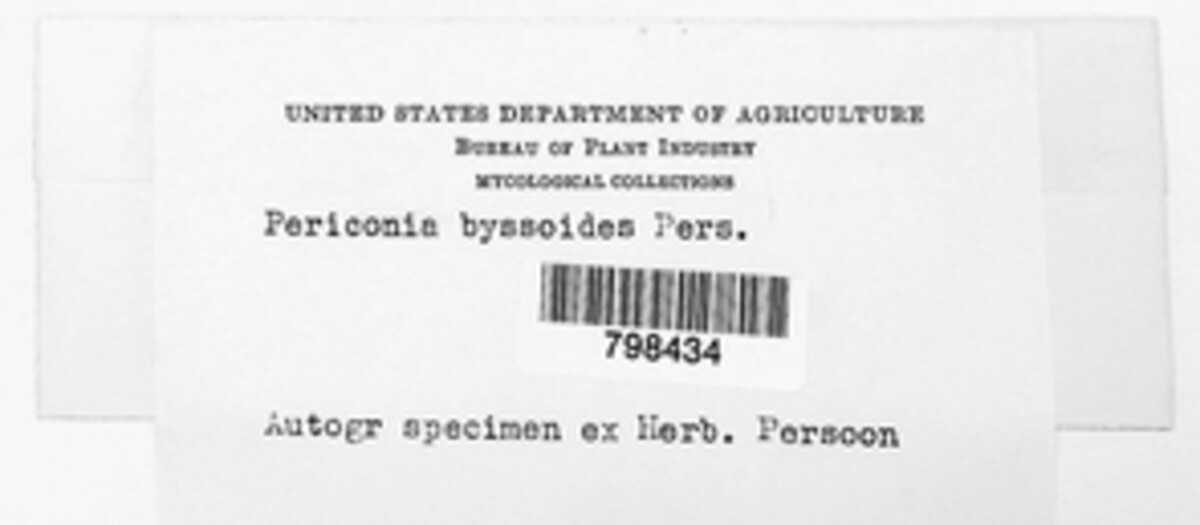 UNITED STATES DEPARTMENT OF AGRICULTURE
BUREAU OF PLANT INDUSTRY
MYCOLOGICAL COLLECTIONS
Periconia byssoides Pers.
798434
Autogr specimen ex Herb. Persoon